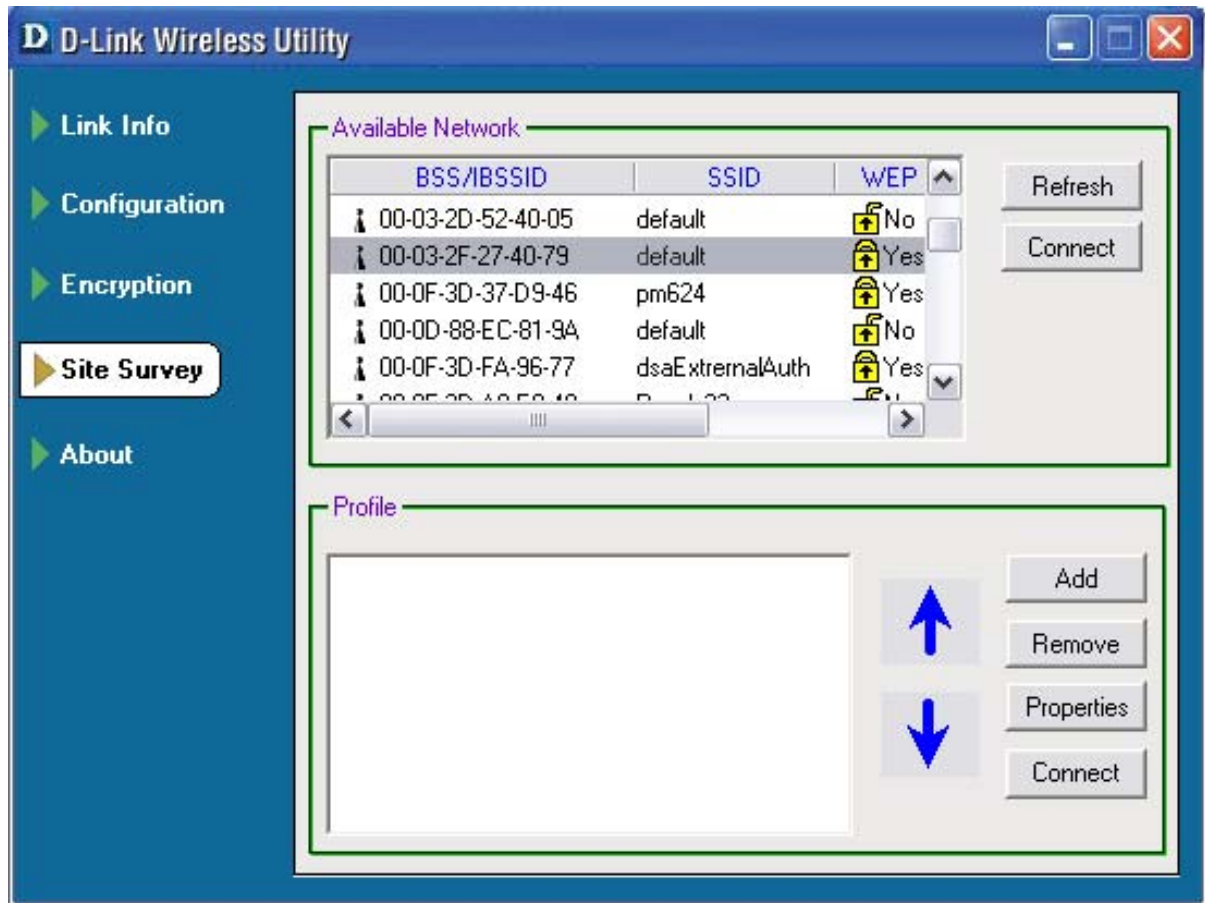 D D-Link Wireless Utility
Link Info
Configuration
Encryption
Site Survey
About
Available Network
BSS/IBSSID SSID WEP
00-03-2D-52-40-05 default No
00-03-2F-27-40-79 default Yes
00-0F-3D-37-D9-46 pm624 Yes
00-0D-88-EC-81-9A default No
00-0F-3D-FA-96-77 dsaExtrernalAuth Yes
Refresh
Connect
Profile
Add
Remove
Properties
Connect